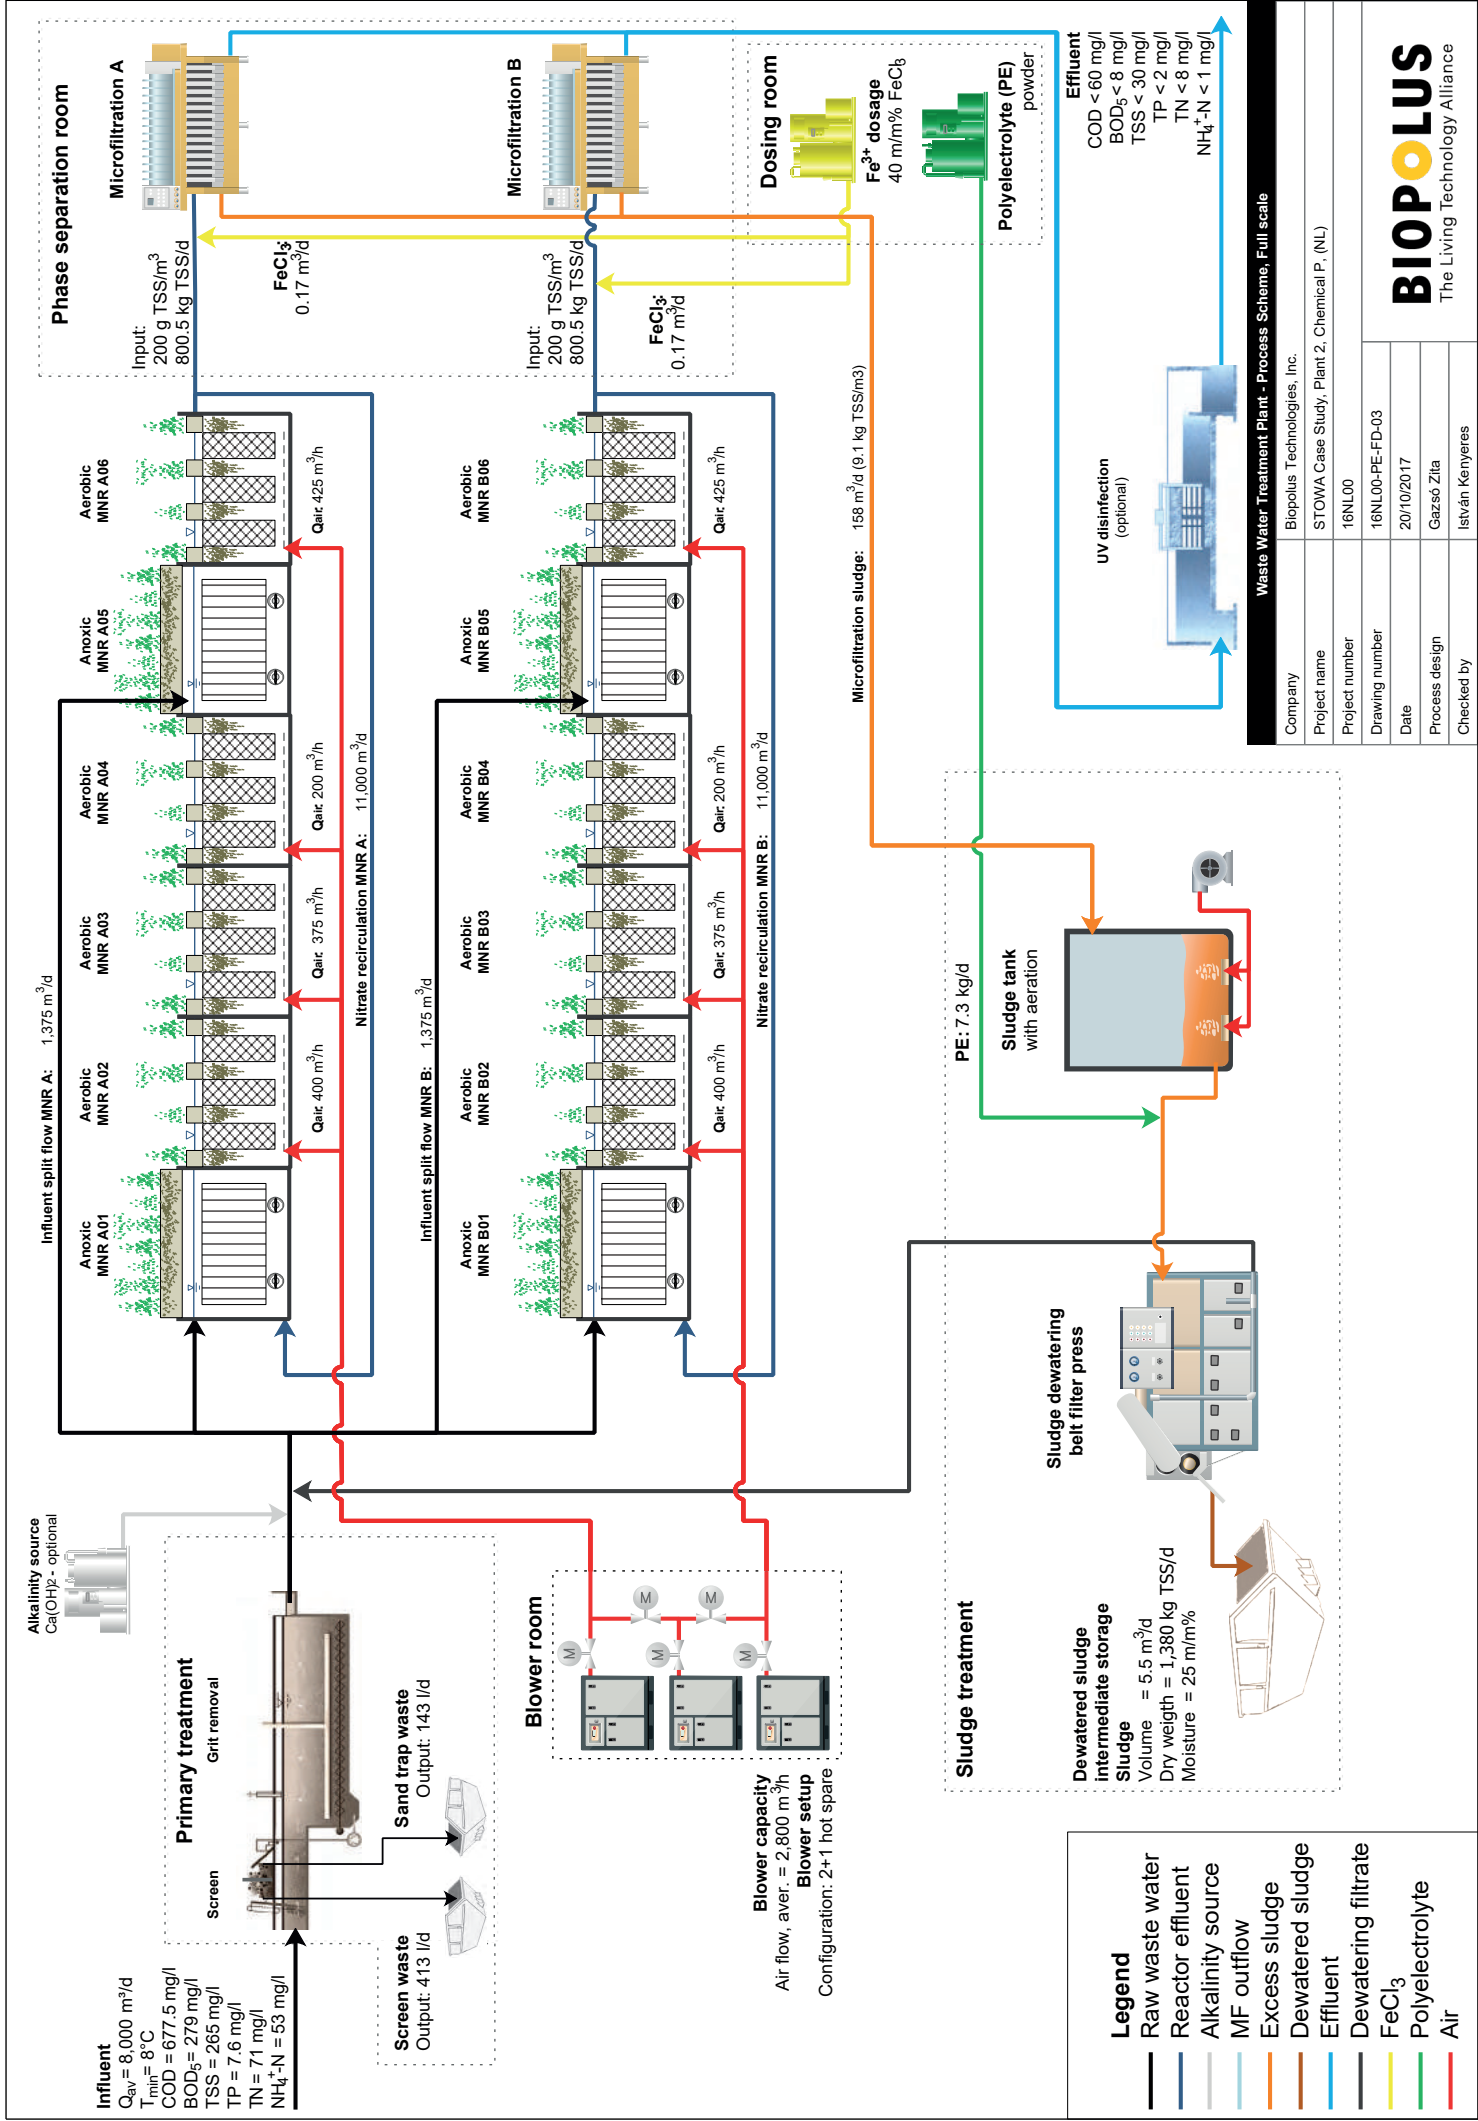 Influent
Qav = 8,000 m³/d
Tmin = 8°C
COD = 677.5 mg/l
BOD5 = 279 mg/l
TSS = 265 mg/l
TP = 7.6 mg/l
TN = 71 mg/l
NH4+-N = 53 mg/l
Alkalinity source
Ca(OH)2 - optional
Primary treatment
Screen
Grit removal
Screen waste
Output: 413 l/d
Sand trap waste
Output: 143 l/d
Blower room
M
M
M
M
M
Blower capacity
Air flow, aver. = 2,800 m3/h
Blower setup
Configuration: 2+1 hot spare
Influent split flow MNR A: 1,375 m3/d
Anoxic
MNR A01
Aerobic
MNR A02
Aerobic
MNR A03
Aerobic
MNR A04
Anoxic
MNR A05
Aerobic
MNR A06
Qair, 400 m3/h
Qair, 375 m3/h
Qair, 200 m3/h
Qair, 425 m3/h
Nitrate recirculation MNR A: 11,000 m3/d
Influent split flow MNR B: 1,375 m3/d
Anoxic
MNR B01
Aerobic
MNR B02
Aerobic
MNR B03
Aerobic
MNR B04
Anoxic
MNR B05
Aerobic
MNR B06
Qair, 400 m3/h
Qair, 375 m3/h
Qair, 200 m3/h
Qair, 425 m3/h
Nitrate recirculation MNR B: 11,000 m3/d
Phase separation room
Microfiltration A
Input:
200 g TSS/m3
800.5 kg TSS/d
FeCl3:
0.17 m3/d
Microfiltration B
Input:
200 g TSS/m3
800.5 kg TSS/d
FeCl3:
0.17 m3/d
Dosing room
Fe3+ dosage
40 m/m% FeCl3
Polyelectrolyte (PE)
powder
Effluent
COD < 60 mg/l
BOD5 < 8 mg/l
TSS < 30 mg/l
TP < 2 mg/l
TN < 8 mg/l
NH4+-N < 1 mg/l
Microfiltration sludge: 158 m3/d (9.1 kg TSS/m3)
UV disinfection
(optional)
PE: 7.3 kg/d
Sludge tank
with aeration
Sludge dewatering
belt filter press
Sludge treatment
Dewatered sludge
intermediate storage
Sludge
Volume = 5.5 m3/d
Dry weigth = 1,380 kg TSS/d
Moisture = 25 m/m%
Legend
Raw waste water
Reactor effluent
Alkalinity source
MF outflow
Excess sludge
Dewatered sludge
Effluent
Dewatering filtrate
FeCl3
Polyelectrolyte
Air
Waste Water Treatment Plant - Process Scheme, Full scale
Company Biopolus Technologies, Inc.
Project name STOWA Case Study, Plant 2, Chemical P, (NL)
Project number 16NL00
Drawing number 16NL00-PE-FD-03
Date 20/10/2017
Process design Gazsó Zita
Checked by István Kenyeres
BIOPOLUS
The Living Technology Alliance